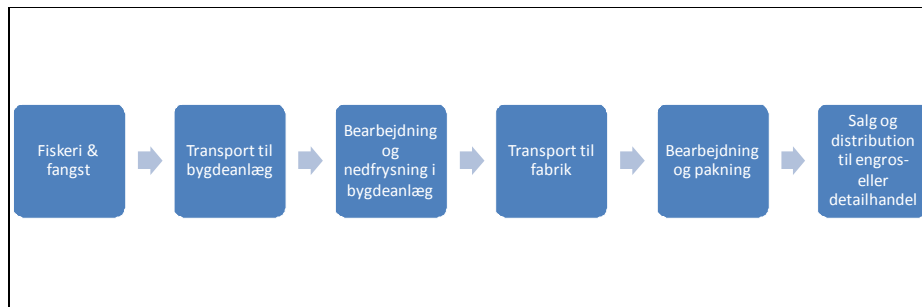 Fiskeri &
fangst
Transport til
bygdeanlæg
Bearbejdning
og
nedfrysning i
bygdeanlæg
Transport til
fabrik
Bearbejdning
og pakning
Salg og
distribution
til engros-
eller
detailhandel